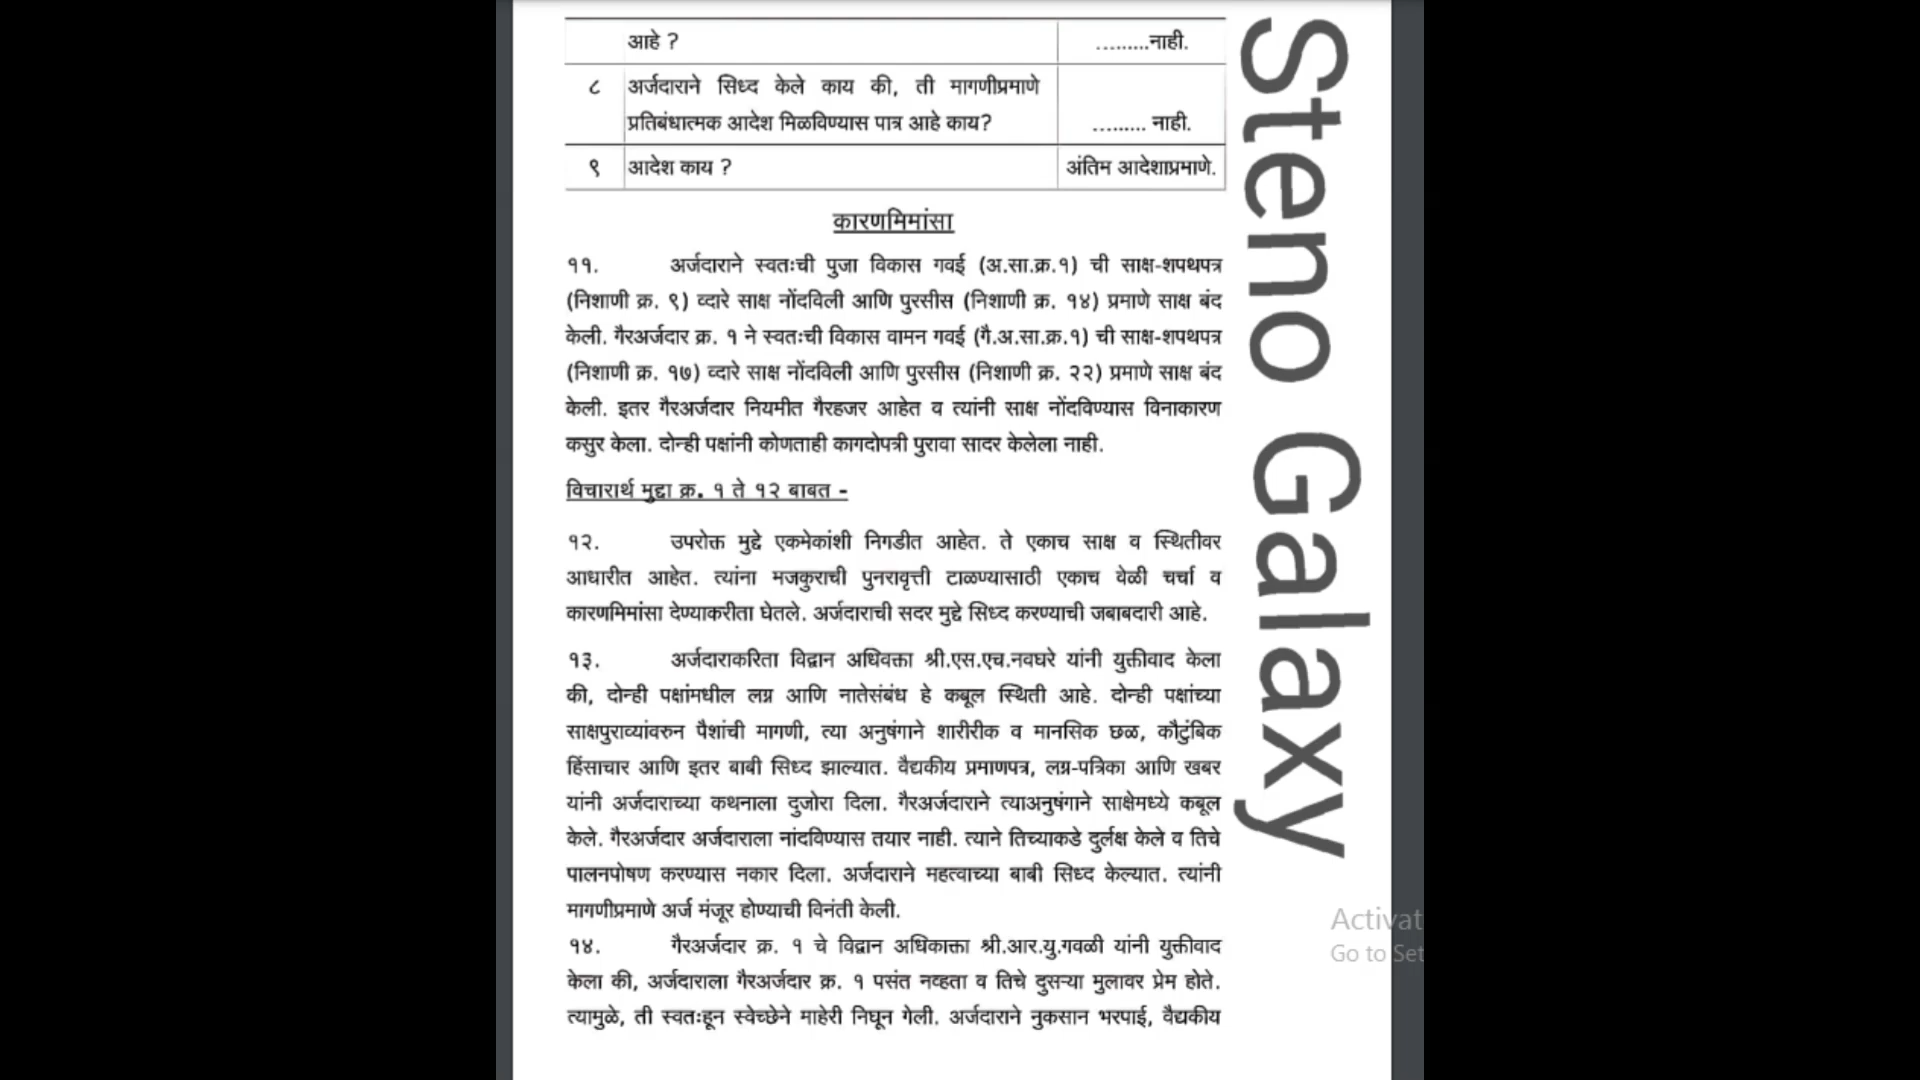 आहे ?
..........नाही.
८ अर्जदाराने सिध्द केले काय की, ती मागणीप्रमाणे
प्रतिबंधात्मक आदेश मिळविण्यास पात्र आहे काय?
......... नाही.
९ आदेश काय ? अंतिम आदेशाप्रमाणे.
कारणमिमांसा
११. अर्जदाराने स्वतःची पुजा विकास गवई (अ.सा.क्र.१) ची साक्ष-शपथपत्र
(निशाणी क्र. ९) व्दारे साक्ष नोंदविली आणि पुरसीस (निशाणी क्र. १४) प्रमाणे साक्ष बंद
केली. गैरअर्जदार क्र. १ ने स्वतःची विकास वामन गवई (गै.अ.सा.क्र.१) ची साक्ष-शपथपत्र
(निशाणी क्र. १७) व्दारे साक्ष नोंदविली आणि पुरसीस (निशाणी क्र. २२) प्रमाणे साक्ष बंद
केली. इतर गैरअर्जदार नियमीत गैरहजर आहेत व त्यांनी साक्ष नोंदविण्यास विनाकारण
कसुर केला. दोन्ही पक्षांनी कोणताही कागदोपत्री पुरावा सादर केलेला नाही.
विचारार्थ मुद्दा क्र. १ ते १२ बाबत -
१२. उपरोक्त मुद्दे एकमेकांशी निगडीत आहेत. ते एकाच साक्ष व स्थितीवर
आधारीत आहेत. त्यांना मजकुराची पुनरावृत्ती टाळण्यासाठी एकाच वेळी चर्चा व
कारणमिमांसा देण्याकरीता घेतले. अर्जदाराची सदर मुद्दे सिध्द करण्याची जबाबदारी आहे.
१३. अर्जदाराकरिता विद्वान अधिवक्ता श्री.एस.एच.नवघरे यांनी युक्तीवाद केला
की, दोन्ही पक्षांमधील लग्न आणि नातेसंबंध हे कबूल स्थिती आहे. दोन्ही पक्षांच्या
साक्षपुराव्यांवरुन पैशांची मागणी, त्या अनुषंगाने शारीरीक व मानसिक छळ, कौटुंबिक
हिंसाचार आणि इतर बाबी सिध्द झाल्यात. वैद्यकीय प्रमाणपत्र, लग्न-पत्रिका आणि खबर
यांनी अर्जदाराच्या कथनाला दुजोरा दिला. गैरअर्जदाराने त्याअनुषंगाने साक्षेमध्ये कबूल
केले. गैरअर्जदार अर्जदाराला नांदविण्यास तयार नाही. त्याने तिच्याकडे दुर्लक्ष केले व तिचे
पालनपोषण करण्यास नकार दिला. अर्जदाराने महत्वाच्या बाबी सिध्द केल्यात. त्यांनी
मागणीप्रमाणे अर्ज मंजूर होण्याची विनंती केली.
१४. गैरअर्जदार क्र. १ चे विद्वान अधिकाक्ता श्री.आर.यु.गवळी यांनी युक्तीवाद
केला की, अर्जदाराला गैरअर्जदार क्र. १ पसंत नव्हता व तिचे दुसऱ्या मुलावर प्रेम होते.
त्यामुळे, ती स्वतःहून स्वेच्छेने माहेरी निघून गेली. अर्जदाराने नुकसान भरपाई, वैद्यकीय
Steno Galaxy
Activat
Go to Set